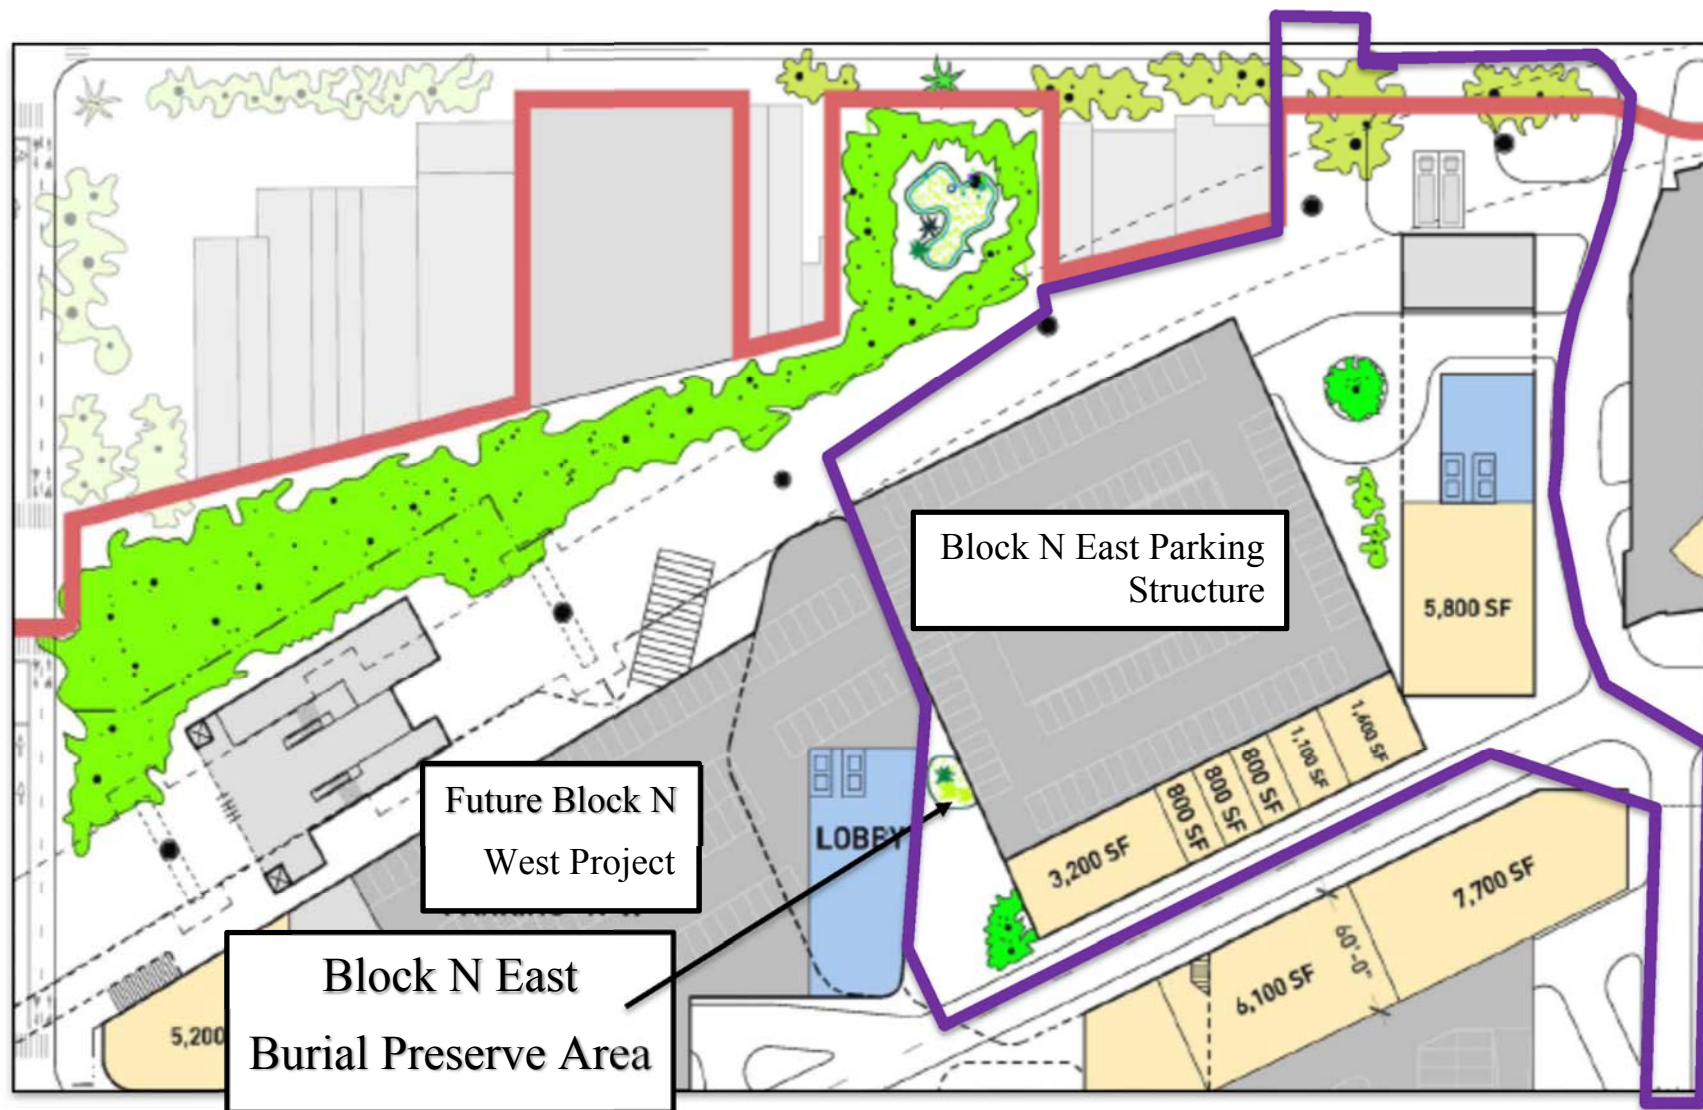 Block N East Parking
Structure
5,800 SF
1,600 SF
1,100 SF
800 SF
800 SF
800 SF
3,200 SF
Future Block N
West Project
LOBBY
7,700 SF
60'-0"
6,100 SF
Block N East
Burial Preserve Area
5,200